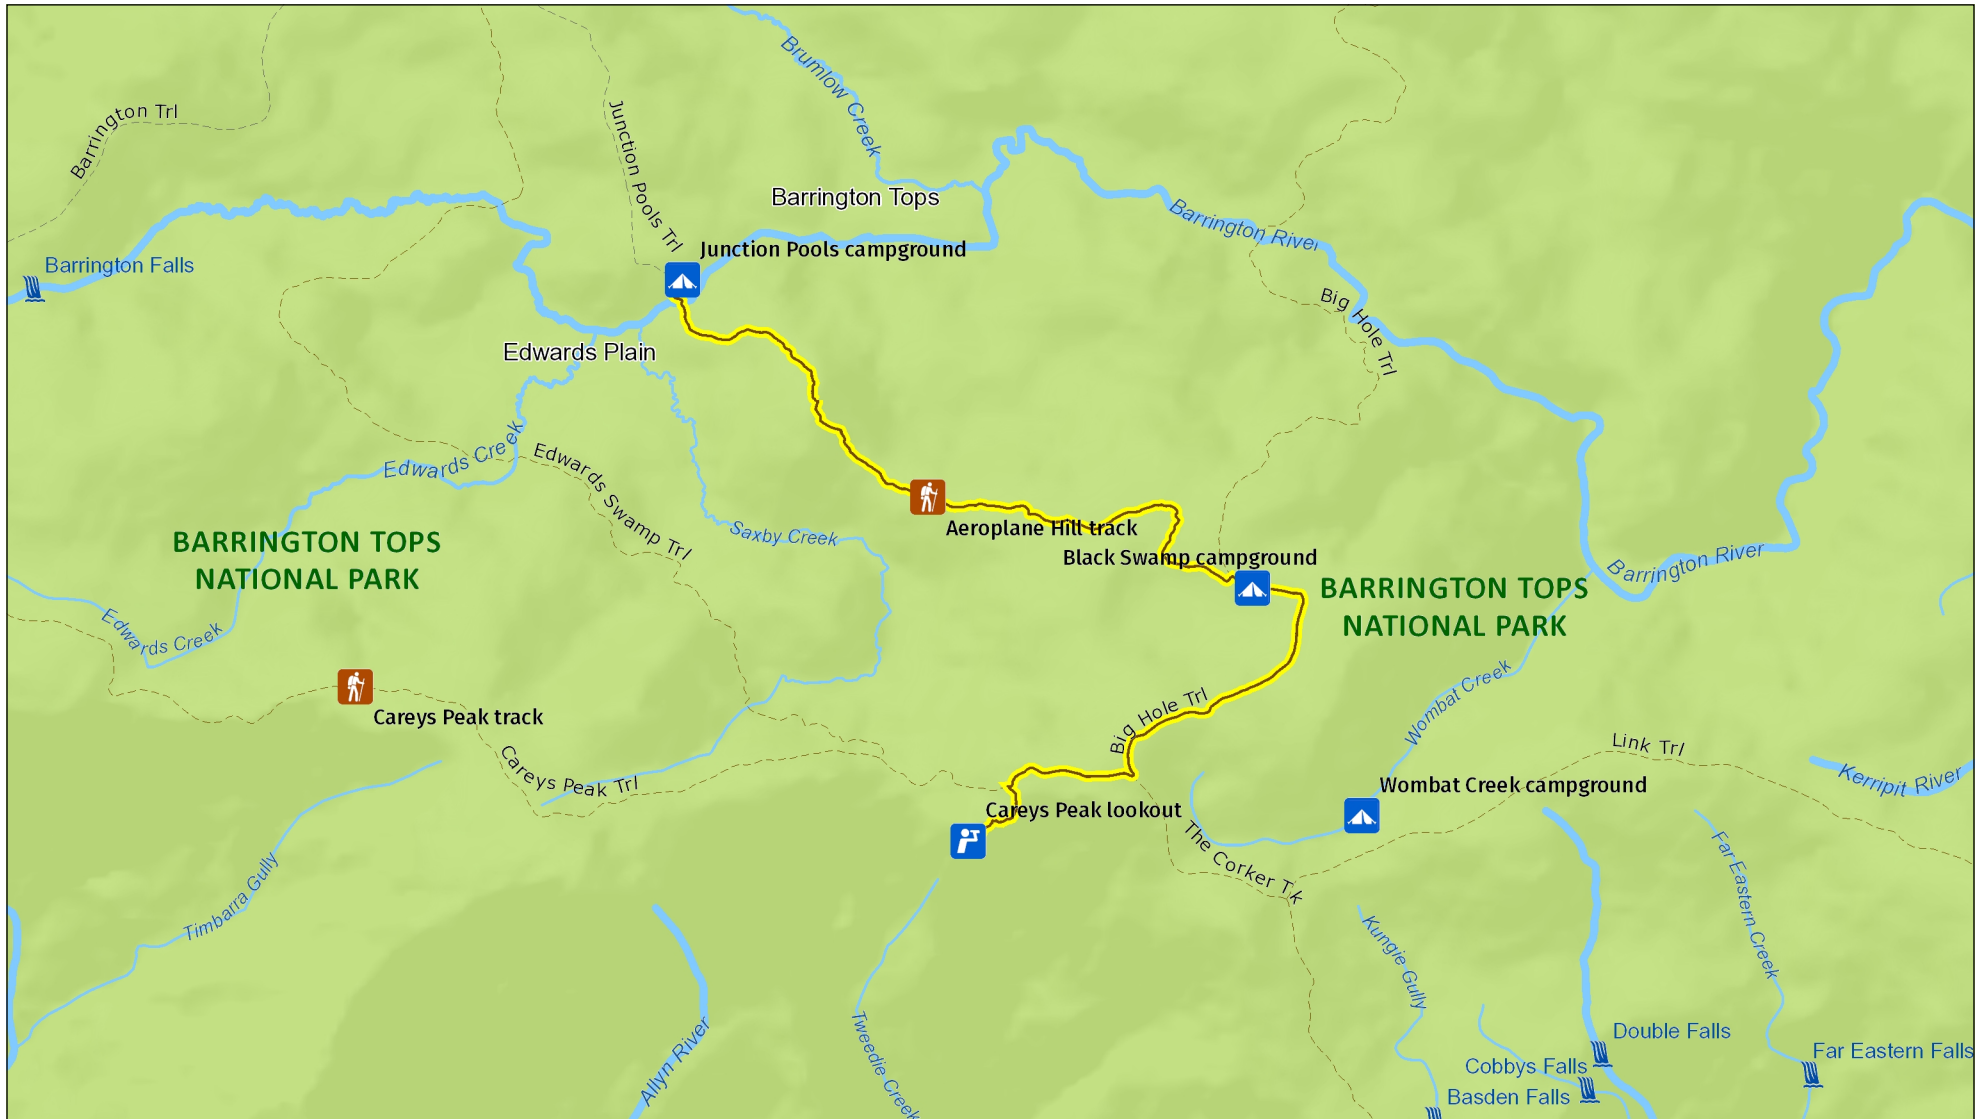 Brumlow Creek
Barrington Trl
Junction Pools Trl
Barrington Tops
Barrington River
Junction Pools campground
Barrington Falls
Big Hole Trl
Edwards Plain
Edwards Creek
Edwards Swamp Trl
Aeroplane Hill track
Saxby Creek
BARRINGTON TOPS
NATIONAL PARK
Black Swamp campground
Barrington River
BARRINGTON TOPS
NATIONAL PARK
Edwards Creek
Wombat Creek
Careys Peak track
Big Hole Trl
Link Trl
Careys Peak Trl
Kerripit River
Wombat Creek campground
Careys Peak lookout
The Corker Tk
Far Eastern Creek
Timbarra Gully
Kungie Gully
Allyn River
Tweedie Creek
Double Falls
Far Eastern Falls
Cobbys Falls
Basden Falls